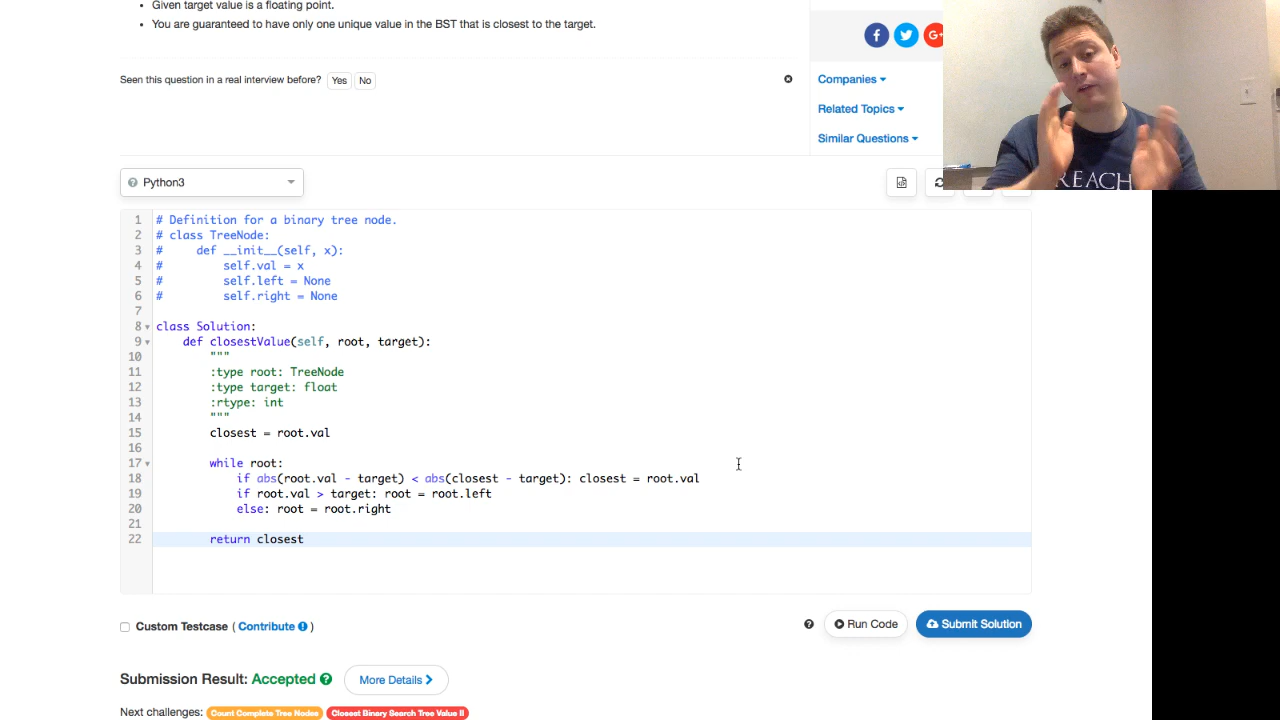 Given target value is a floating point.
You are guaranteed to have only one unique value in the BST that is closest to the target.
Seen this question in a real interview before? Yes No
Companies
Related Topics
Similar Questions
Python3
REACH
1 # Definition for a binary tree node.
2 # class TreeNode:
3 #     def __init__(self, x):
4 #         self.val = x
5 #         self.left = None
6 #         self.right = None
7
8 class Solution:
9     def closestValue(self, root, target):
10         """
11         :type root: TreeNode
12         :type target: float
13         :rtype: int
14         """
15         closest = root.val
16
17         while root:
18             if abs(root.val - target) < abs(closest - target): closest = root.val
19             if root.val > target: root = root.left
20             else: root = root.right
21
22         return closest
Custom Testcase ( Contribute )
Run Code
Submit Solution
Submission Result: Accepted
More Details
Next challenges: Count Complete Tree Nodes Closest Binary Search Tree Value II